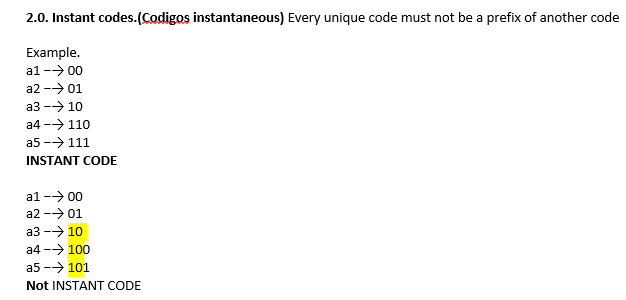 2.0. Instant codes.(Codigos instantaneous) Every unique code must not be a prefix of another code
Example.
a1 --→ 00
a2 --→ 01
a3 --→ 10
a4 --→ 110
a5 --→ 111
INSTANT CODE
a1 --→ 00
a2 --→ 01
a3 --→ 10
a4 --→ 100
a5 --→ 101
Not INSTANT CODE